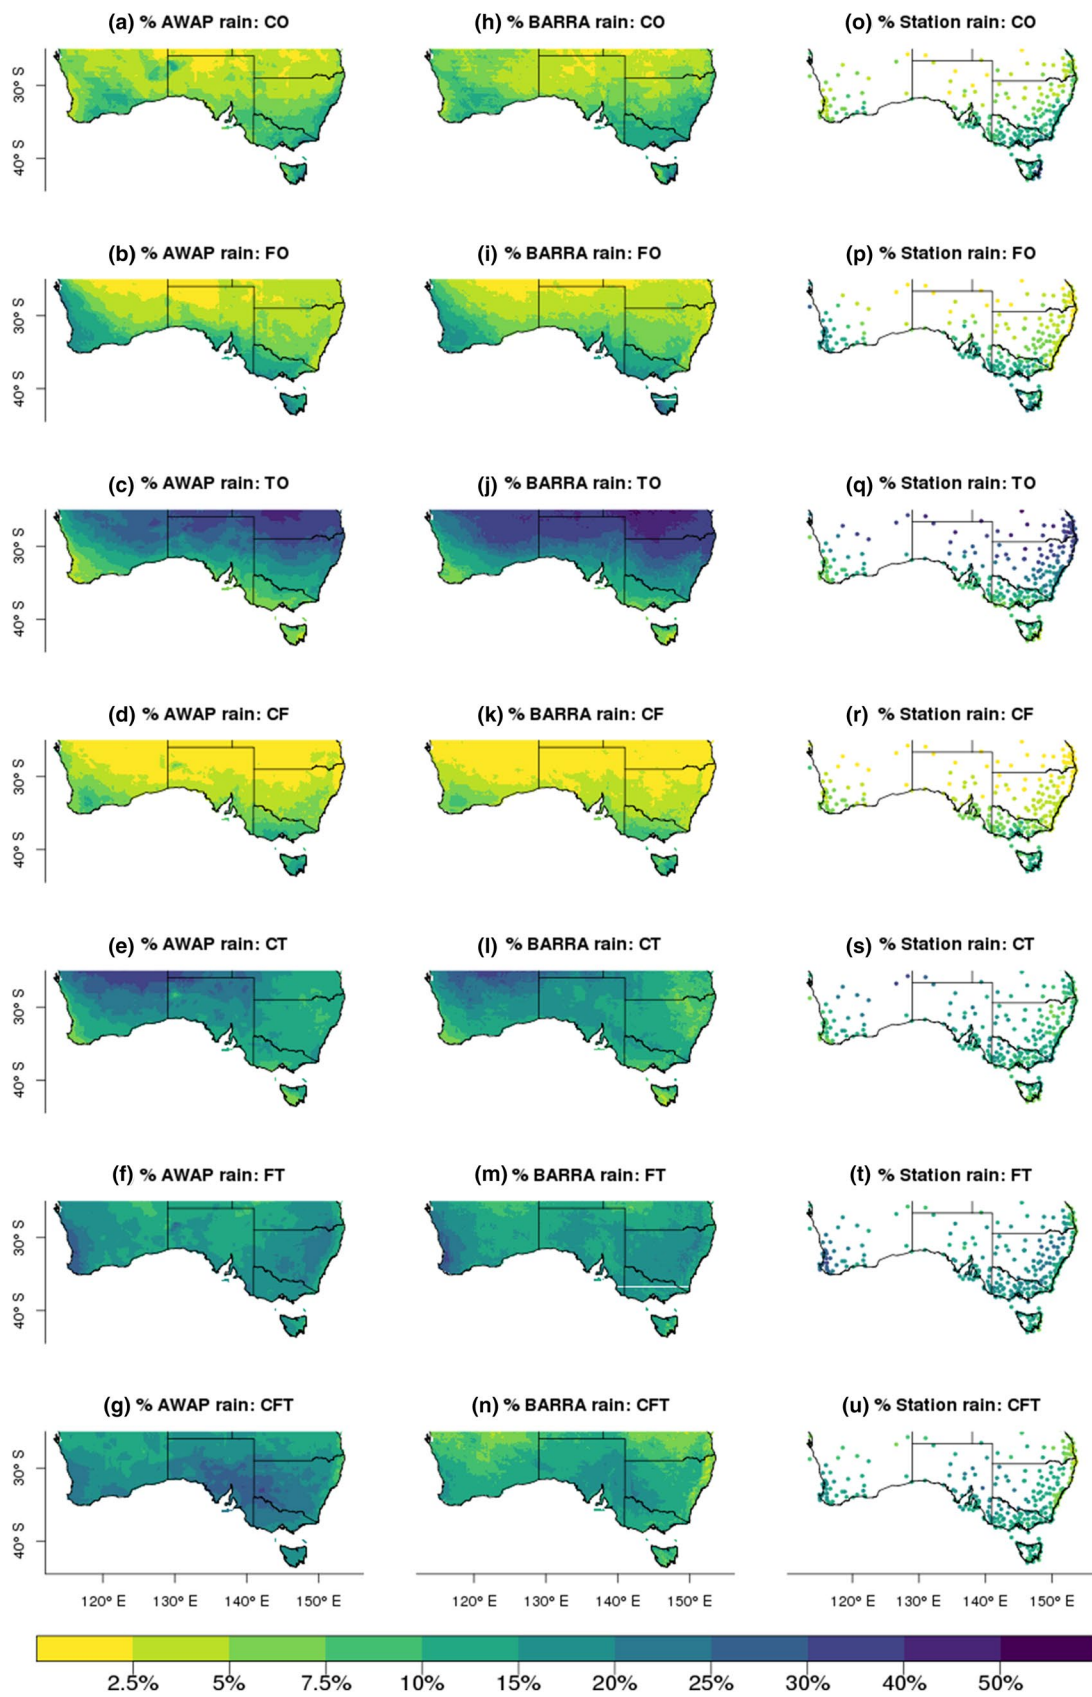 (a) % AWAP rain: CO
(h) % BARRA rain: CO
(o) % Station rain: CO
30° S
40° S
(b) % AWAP rain: FO
(i) % BARRA rain: FO
(p) % Station rain: FO
30° S
40° S
(c) % AWAP rain: TO
(j) % BARRA rain: TO
(q) % Station rain: TO
30° S
40° S
(d) % AWAP rain: CF
(k) % BARRA rain: CF
(r) % Station rain: CF
30° S
40° S
(e) % AWAP rain: CT
(l) % BARRA rain: CT
(s) % Station rain: CT
30° S
40° S
(f) % AWAP rain: FT
(m) % BARRA rain: FT
(t) % Station rain: FT
30° S
40° S
(g) % AWAP rain: CFT
(n) % BARRA rain: CFT
(u) % Station rain: CFT
30° S
40° S
120° E 130° E 140° E 150° E
120° E 130° E 140° E 150° E
120° E 130° E 140° E 150° E
2.5% 5% 7.5% 10% 15% 20% 25% 30% 40% 50%